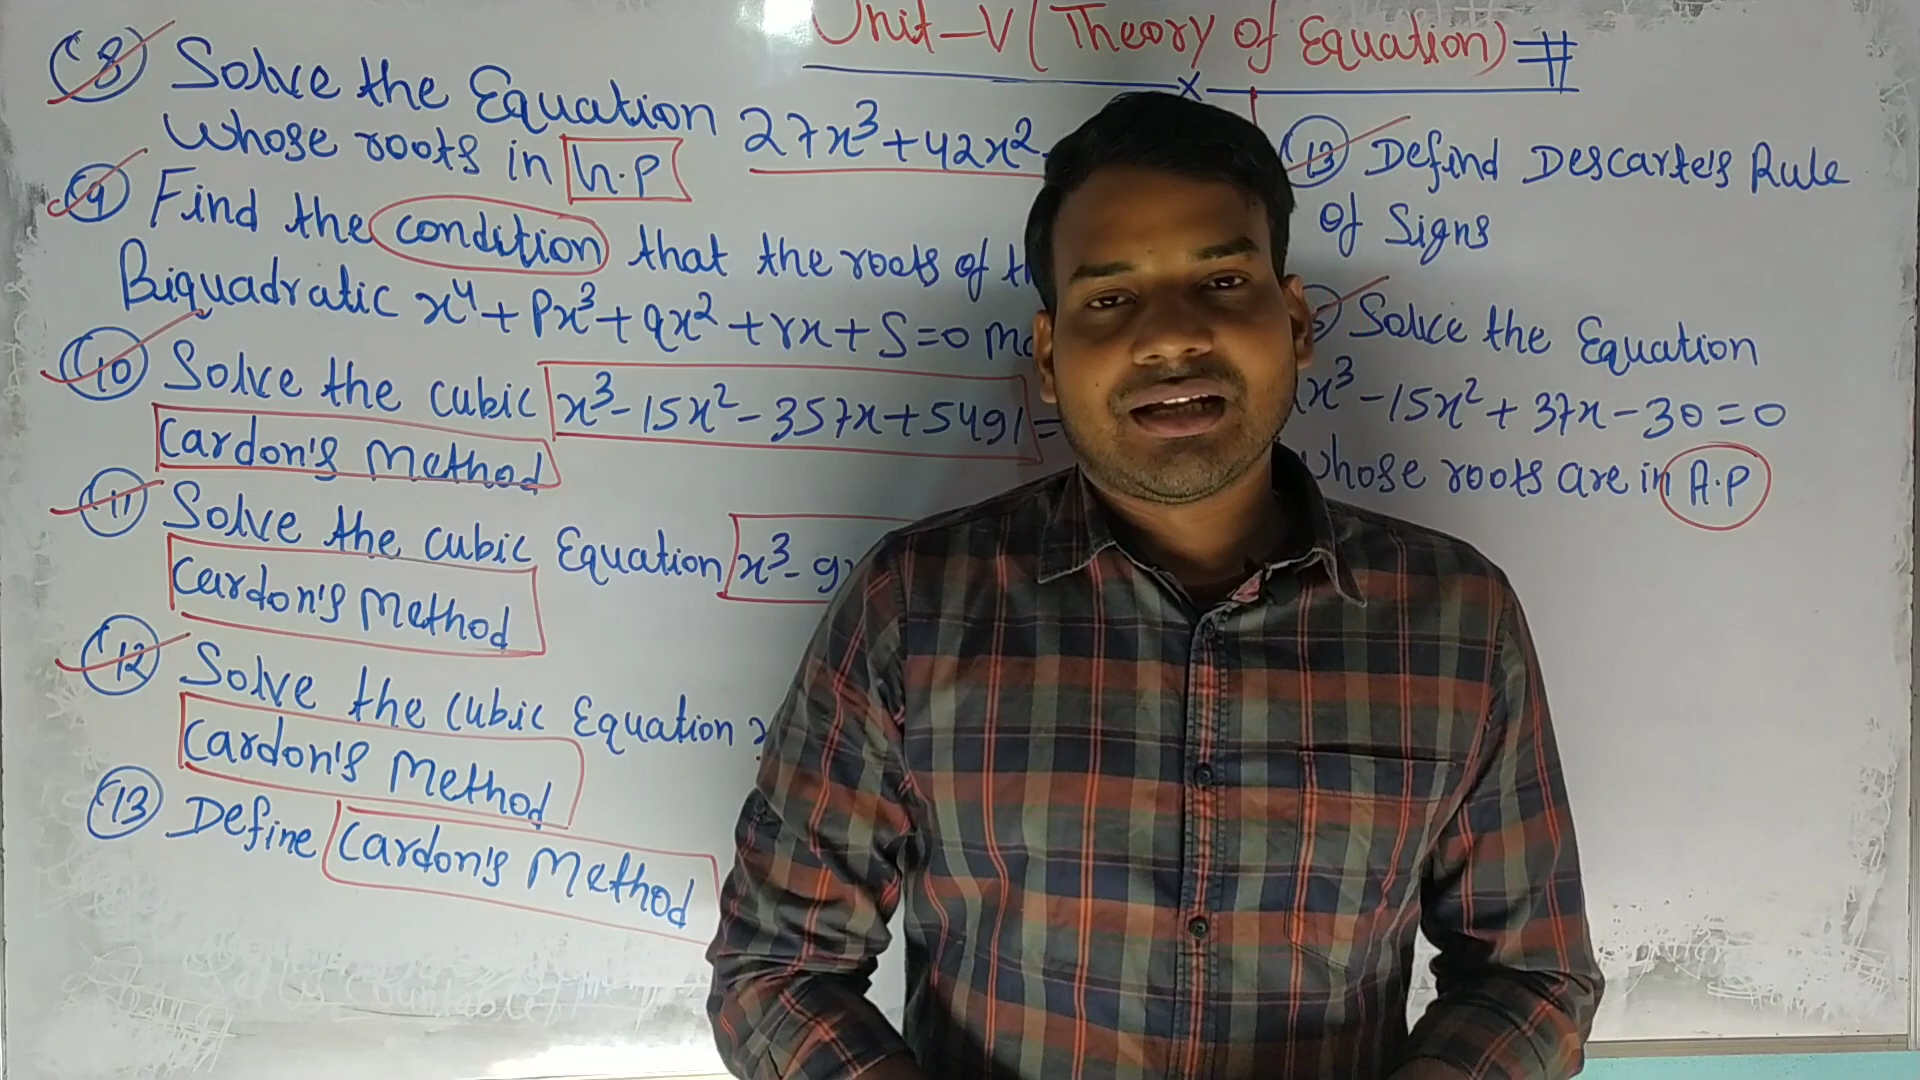 Unit-V (Theory of Equation) #
(8) Solve the Equation 27x³+42x²
Whose roots in h.p
(9) Find the condition that the roots of
Biquadratic x⁴+Px³+qx²+rx+S=0
(10) Solve the cubic x³-15x²-357x+5491=
Cardon's Method
(11) Solve the cubic Equation x³-9
Cardon's Method
(12) Solve the cubic Equation
Cardon's Method
(13) Define Cardon's Method
(13) Defind Descarte's Rule
of Signs
Solve the Equation
x³-15x²+37x-30=0
whose roots are in A.P